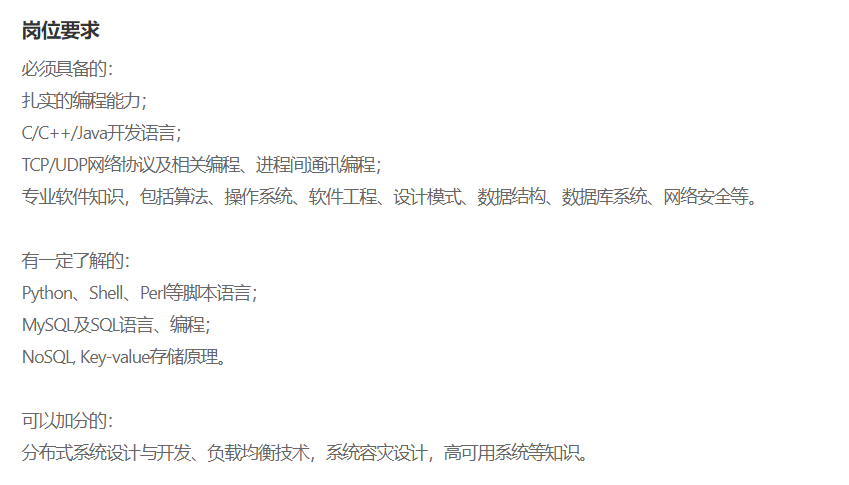 岗位要求
必须具备的：
扎实的编程能力；
C/C++/Java开发语言；
TCP/UDP网络协议及相关编程、进程间通讯编程；
专业软件知识，包括算法、操作系统、软件工程、设计模式、数据结构、数据库系统、网络安全等。
有一定了解的：
Python、Shell、Perl等脚本语言；
MySQL及SQL语言、编程；
NoSQL, Key-value存储原理。
可以加分的：
分布式系统设计与开发、负载均衡技术，系统容灾设计，高可用系统等知识。